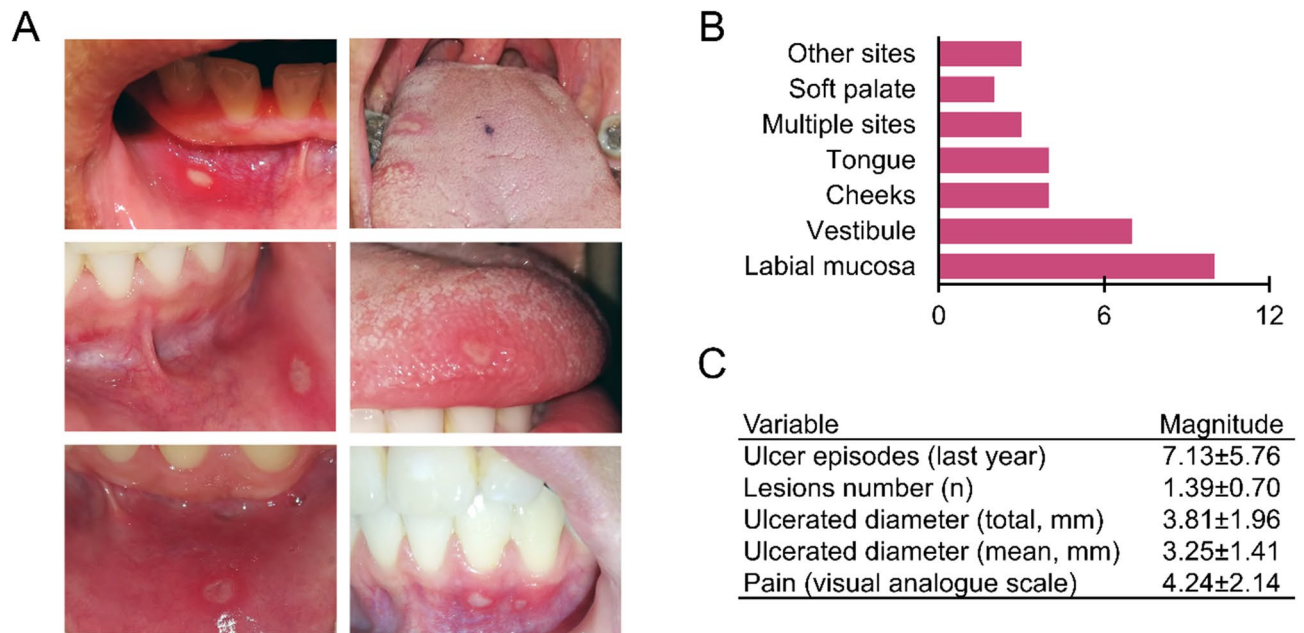 A
B
Other sites
Soft palate
Multiple sites
Tongue
Cheeks
Vestibule
Labial mucosa
0 6 12
C
Variable Magnitude
Ulcer episodes (last year) 7.13±5.76
Lesions number (n) 1.39±0.70
Ulcerated diameter (total, mm) 3.81±1.96
Ulcerated diameter (mean, mm) 3.25±1.41
Pain (visual analogue scale) 4.24±2.14